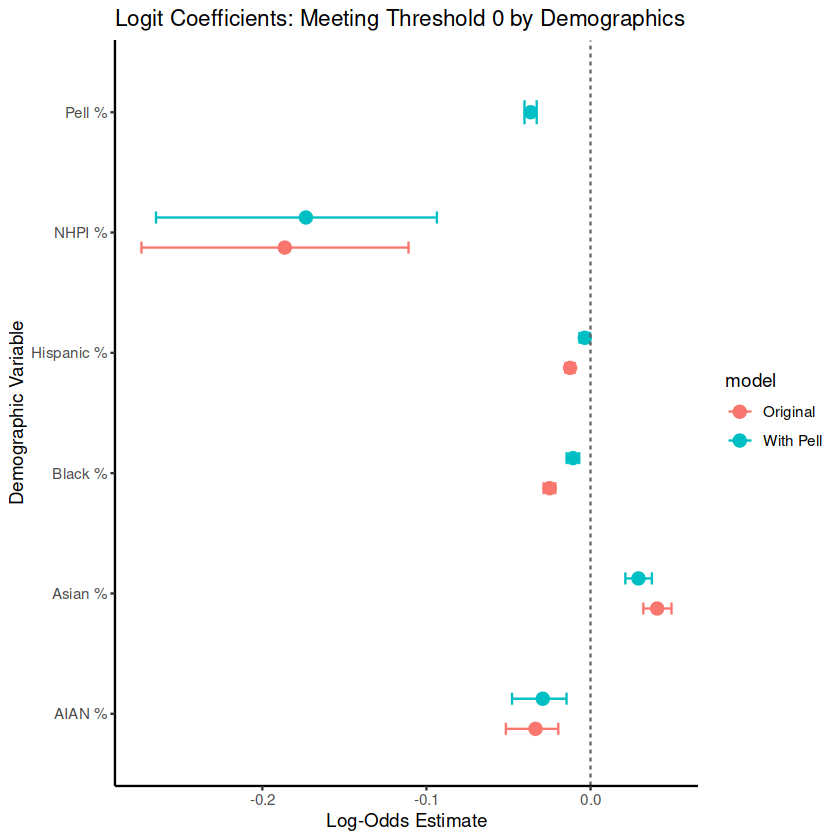 Logit Coefficients: Meeting Threshold 0 by Demographics
Demographic Variable
Pell %
NHPI %
Hispanic %
Black %
Asian %
AIAN %
-0.2
-0.1
0.0
Log-Odds Estimate
model
Original
With Pell